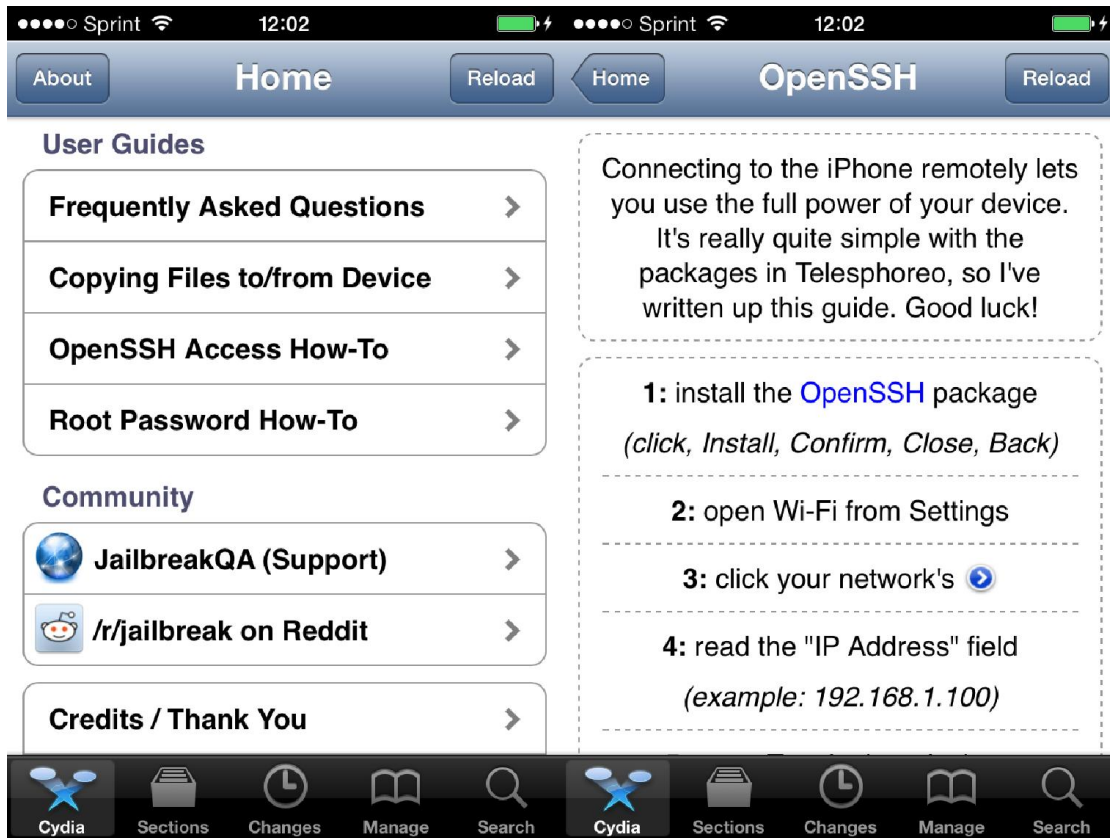 Sprint 12:02
About Home Reload
User Guides
Frequently Asked Questions
Copying Files to/from Device
OpenSSH Access How-To
Root Password How-To
Community
JailbreakQA (Support)
/r/jailbreak on Reddit
Credits / Thank You
Cydia Sections Changes Manage Search
Sprint 12:02
Home OpenSSH Reload
Connecting to the iPhone remotely lets
you use the full power of your device.
It's really quite simple with the
packages in Telesphoreo, so I've
written up this guide. Good luck!
1: install the OpenSSH package
(click, Install, Confirm, Close, Back)
2: open Wi-Fi from Settings
3: click your network's
4: read the "IP Address" field
(example: 192.168.1.100)
Cydia Sections Changes Manage Search